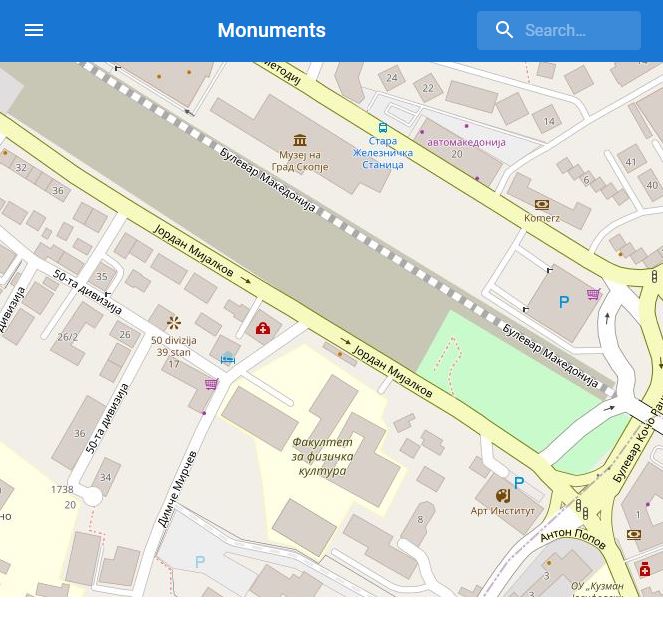 Monuments
Search...
Методиј
24
22
14
Стара
Железничка
Станица
автомакедонија
20
Музеј на
Град Скопје
Булевар Македонија
41
40
6
Komerz
32
36
Јордан Мијалков
50-та дивизија
35
дивизија
P
26/2
26
50 divizija
39 stan
17
Булевар Македонија
Јордан Мијалков
36
50-та дивизија
Факултет
за физичка
култура
Булевар Кочо Рац
34
1738
20
Димче Мирчев
P
Арт Институт
но
8
1
Антон Попов
P
3
3
ОУ „Кузман